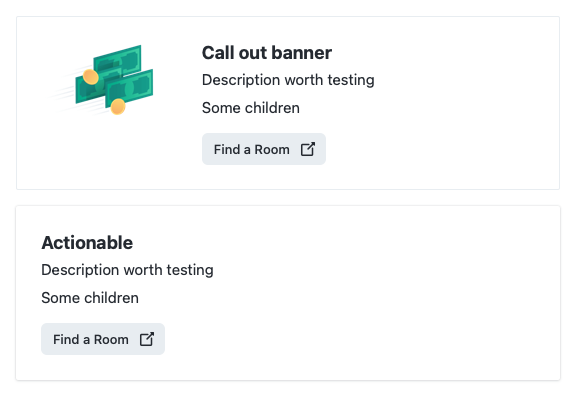 Call out banner
Description worth testing
Some children
Find a Room
Actionable
Description worth testing
Some children
Find a Room